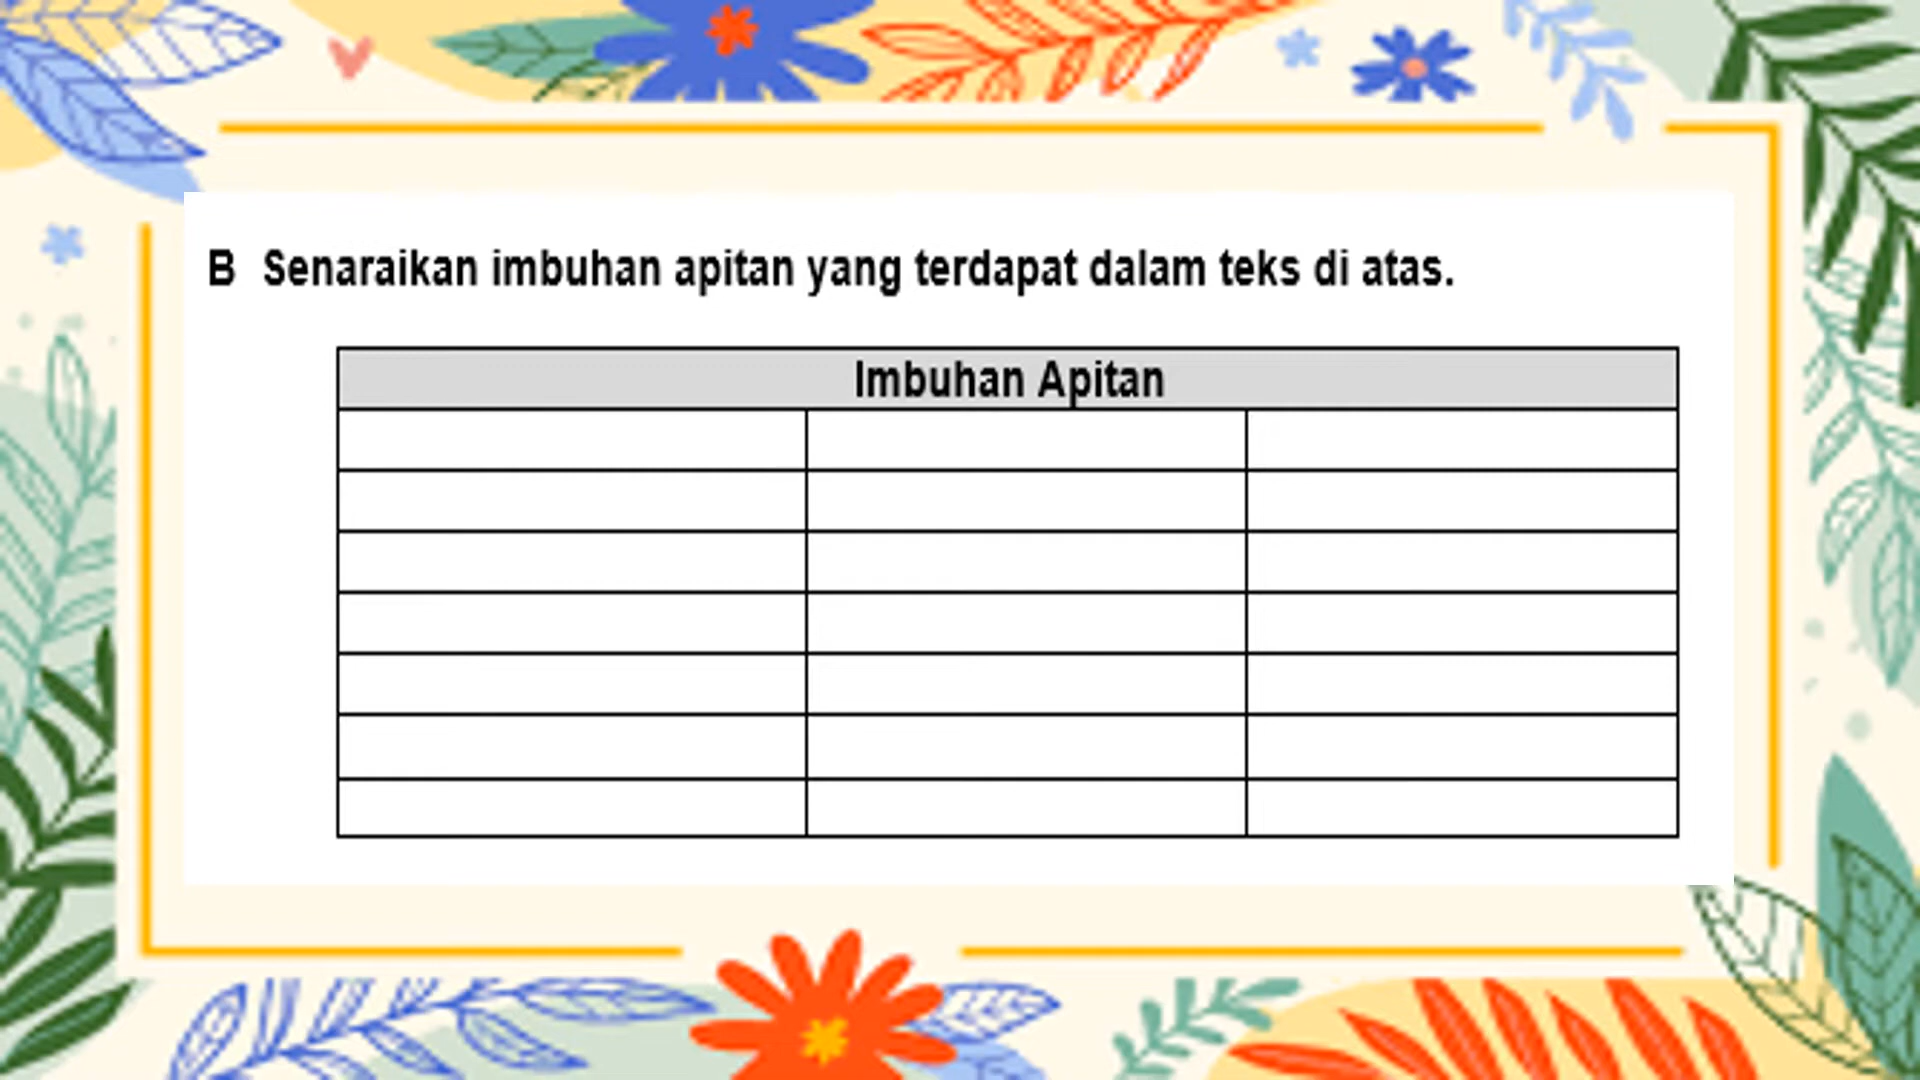 B Senaraikan imbuhan apitan yang terdapat dalam teks di atas.
Imbuhan Apitan